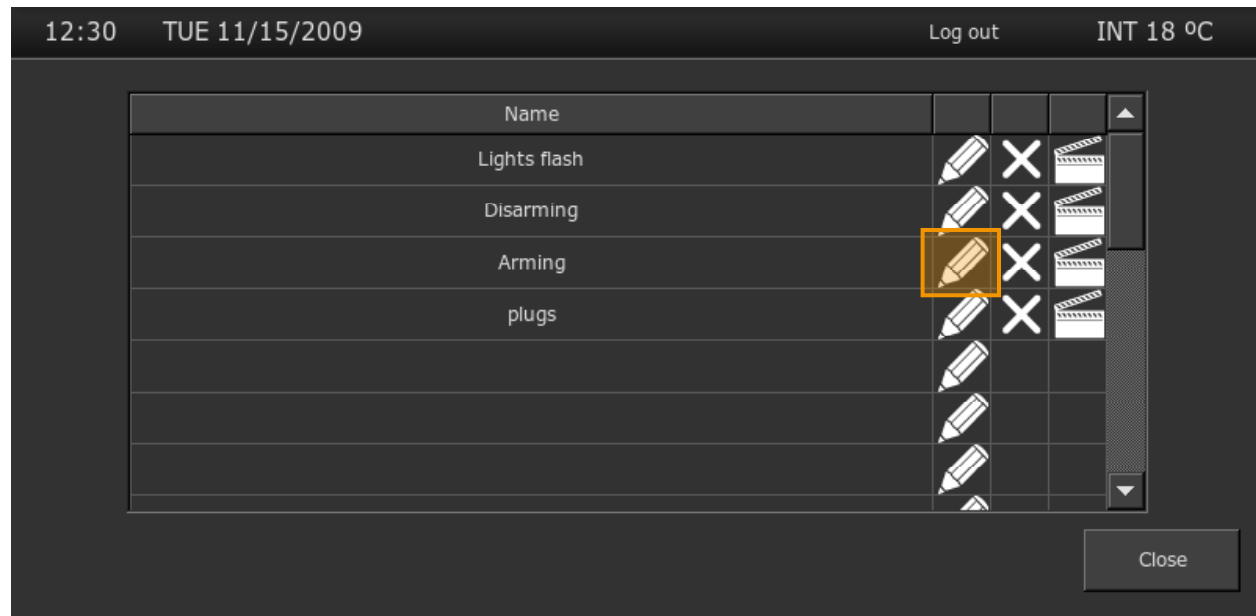 12:30 TUE 11/15/2009 Log out INT 18 ºC
Name
Lights flash
Disarming
Arming
plugs
Close